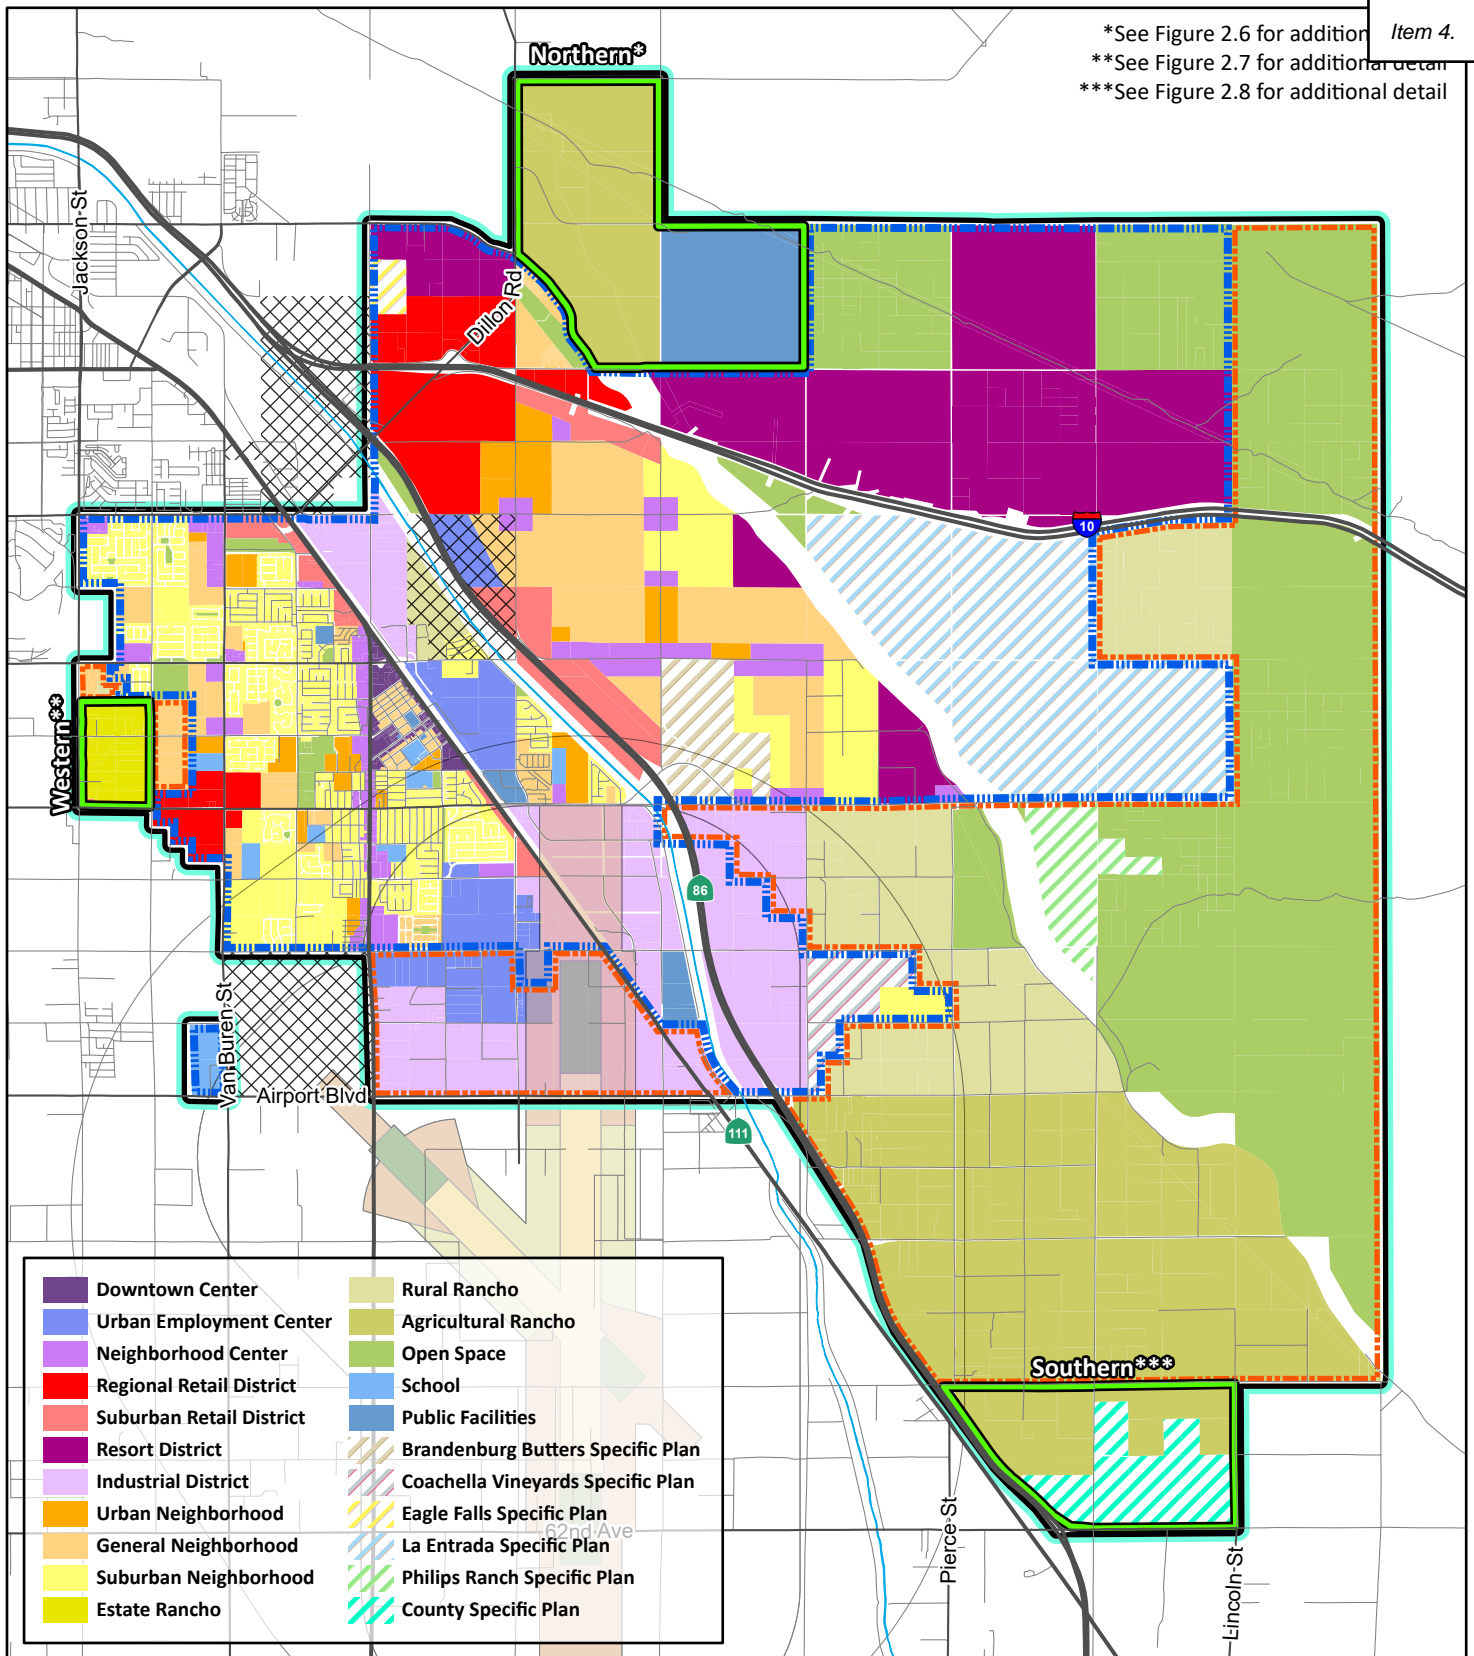 *See Figure 2.6 for addition
Item 4.
**See Figure 2.7 for additional detail
***See Figure 2.8 for additional detail
Northern*
Jackson St
Dillon Rd
10
Western**
86
Van Buren St
Airport Blvd
111
Southern***
Pierce St
Lincoln St
62nd Ave
Downtown Center
Urban Employment Center
Neighborhood Center
Regional Retail District
Suburban Retail District
Resort District
Industrial District
Urban Neighborhood
General Neighborhood
Suburban Neighborhood
Estate Rancho
Rural Rancho
Agricultural Rancho
Open Space
School
Public Facilities
Brandenburg Butters Specific Plan
Coachella Vineyards Specific Plan
Eagle Falls Specific Plan
La Entrada Specific Plan
Philips Ranch Specific Plan
County Specific Plan